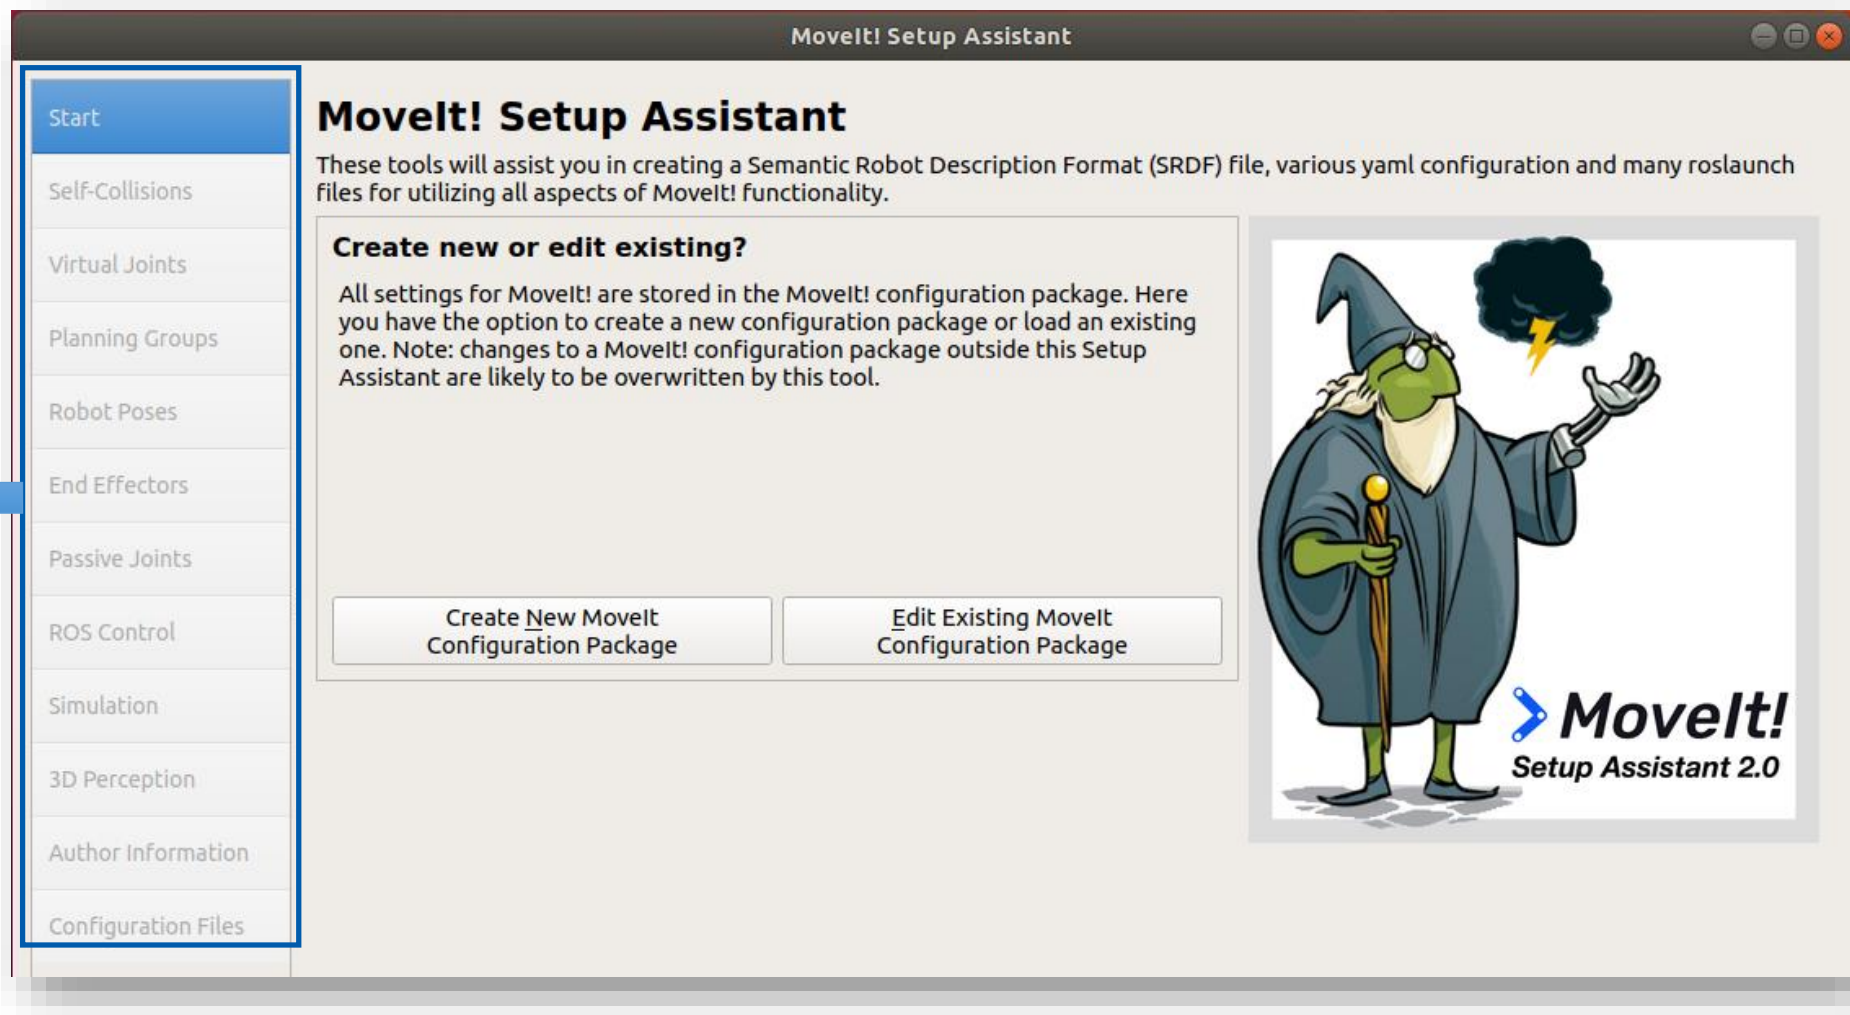 MoveIt! Setup Assistant
Start
Self-Collisions
Virtual Joints
Planning Groups
Robot Poses
End Effectors
Passive Joints
ROS Control
Simulation
3D Perception
Author Information
Configuration Files
MoveIt! Setup Assistant
These tools will assist you in creating a Semantic Robot Description Format (SRDF) file, various yaml configuration and many roslaunch
files for utilizing all aspects of MoveIt! functionality.
Create new or edit existing?
All settings for MoveIt! are stored in the MoveIt! configuration package. Here
you have the option to create a new configuration package or load an existing
one. Note: changes to a MoveIt! configuration package outside this Setup
Assistant are likely to be overwritten by this tool.
Create New MoveIt
Configuration Package
Edit Existing MoveIt
Configuration Package
MoveIt!
Setup Assistant 2.0